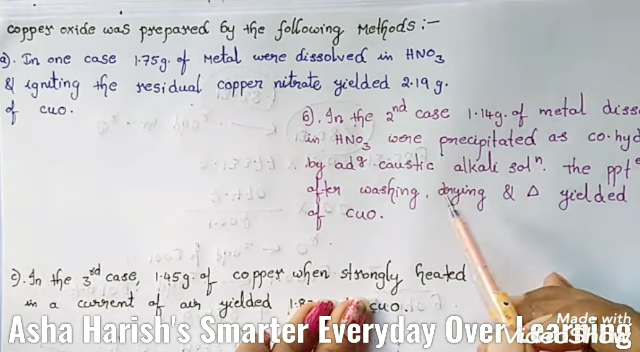 copper oxide was prepared by the following Methods :-
a). In one case 1.75g. of Metal were dissolved in HNO3
& igniting the residual copper nitrate yielded 2.19 g.
of cuo.
b). In the 2nd case 1.14g. of metal diss
in HNO3 were precipitated as co-hyd
by adg caustic alkali soln. The ppt
after washing, drying & Δ yielded
of cuo.
c). In the 3rd case, 1.45g. of copper when strongly heated
in a current of air yielded cuo.
Asha Harish's Smarter Everyday Over Learning
Made with
VideoShow